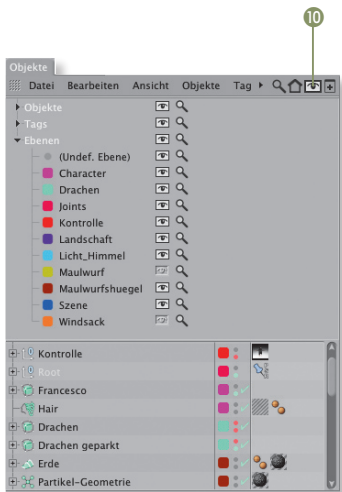 10
Objekte
Datei Bearbeiten Ansicht Objekte Tag
Objekte
Tags
Ebenen
(Undef. Ebene)
Character
Drachen
Joints
Kontrolle
Landschaft
Licht_Himmel
Maulwurf
Maulwurfshuegel
Szene
Windsack
Kontrolle
Root
Francesco
Hair
Drachen
Drachen geparkt
Erde
Partikel-Geometrie